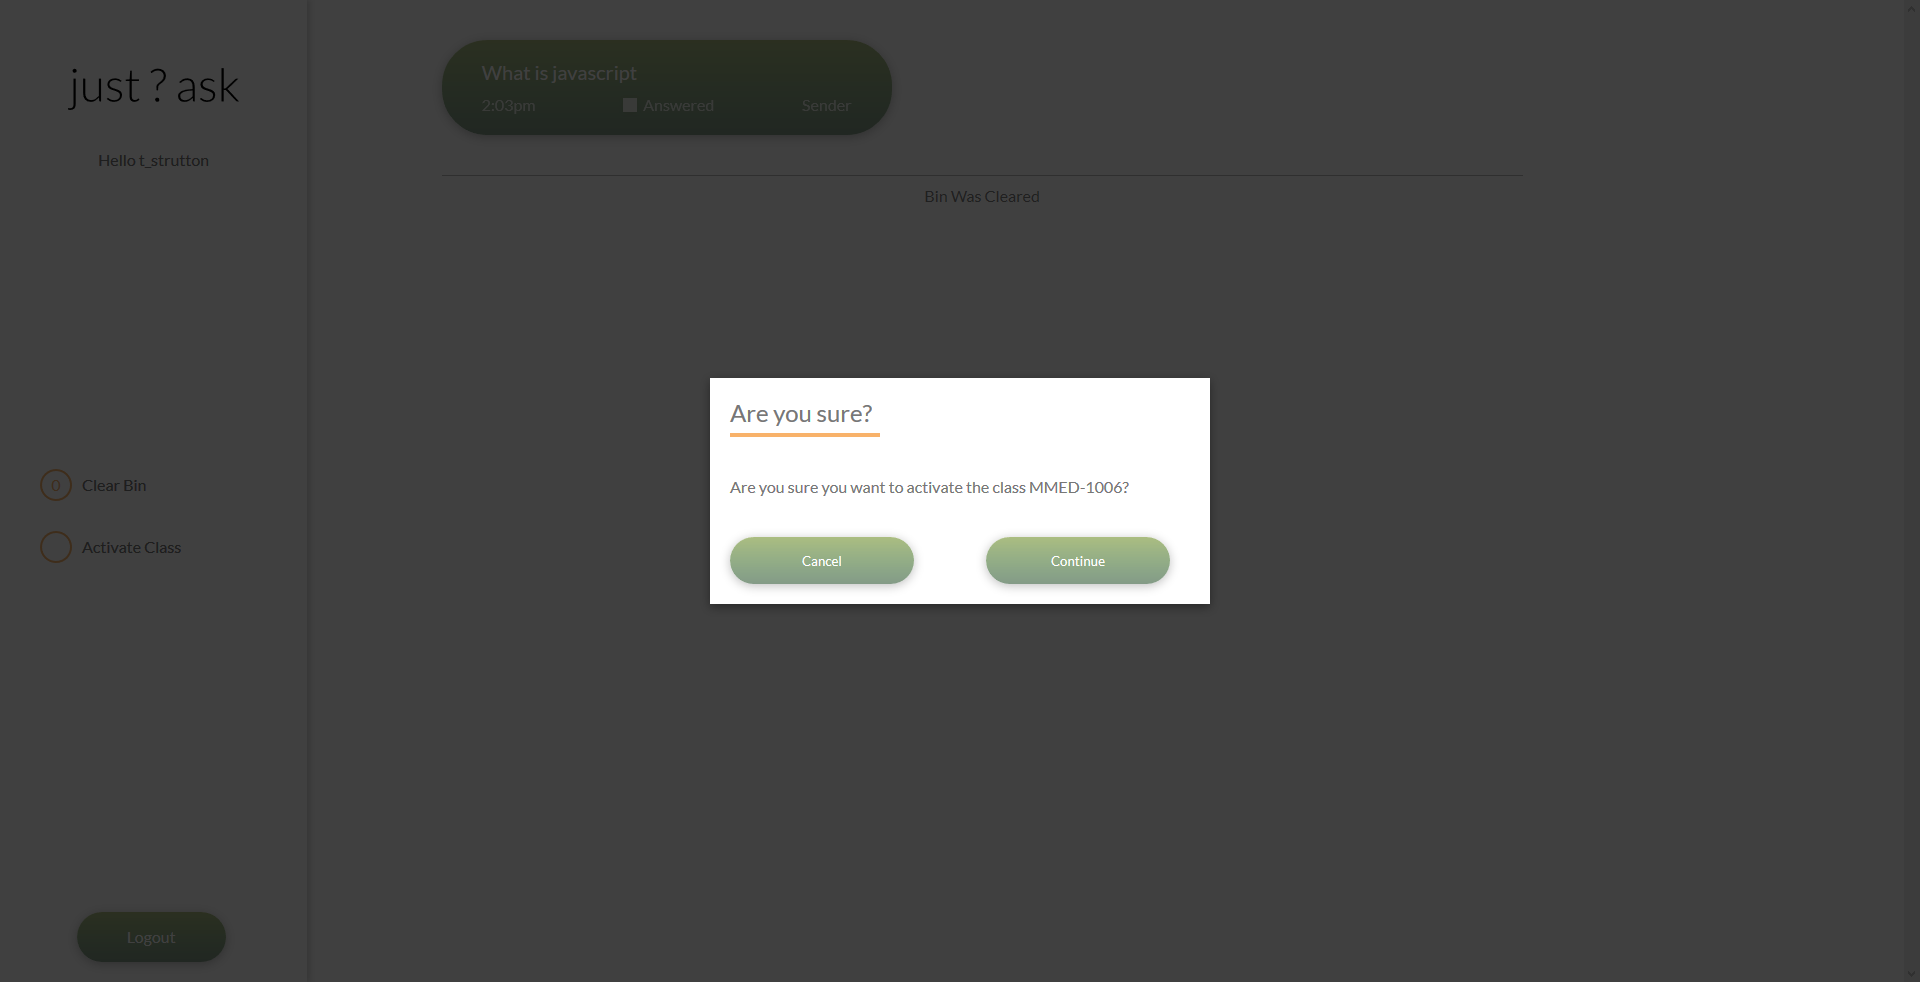 just ? ask
Hello t_strutton
0 Clear Bin
Activate Class
Logout
What is javascript
2:03pm Answered Sender
Bin Was Cleared
Are you sure?
Are you sure you want to activate the class MMED-1006?
Cancel Continue